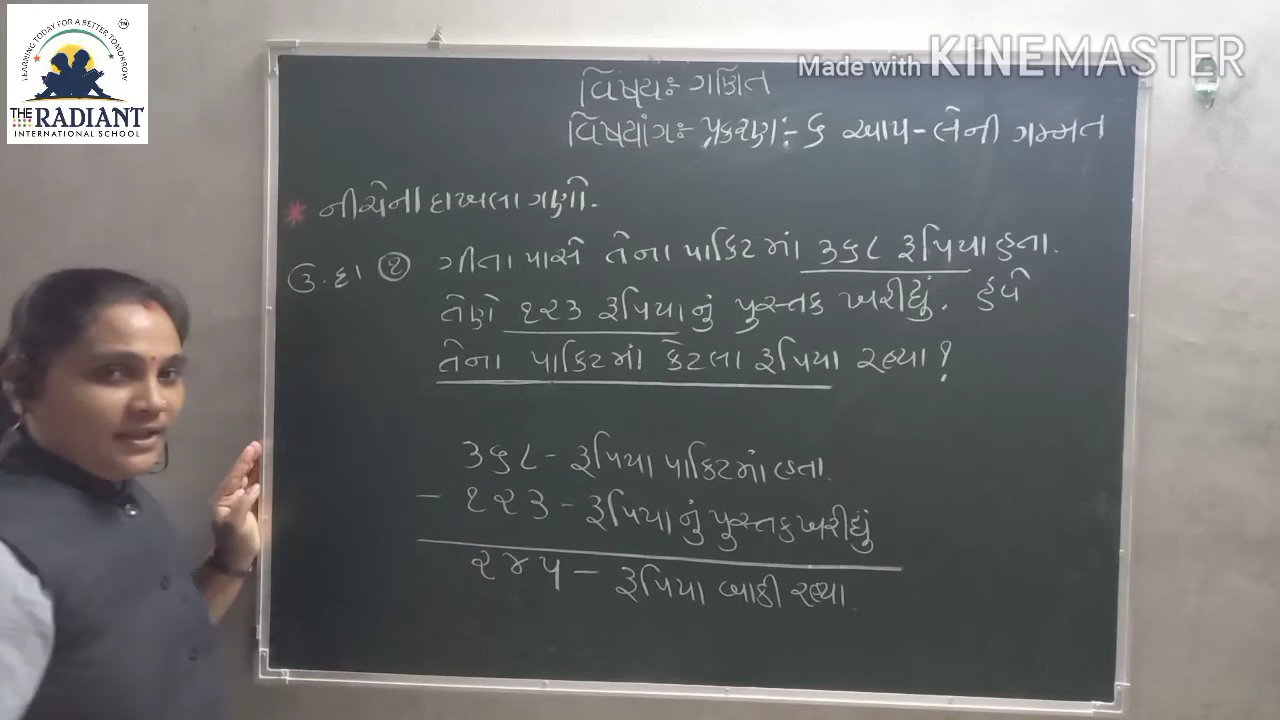 LEARNING TODAY FOR A BETTER TOMORROW
THE RADIANT
INTERNATIONAL SCHOOL
Made with KINEMASTER
વિષયઃ ગણિત
વિષયાંગઃ પ્રકરણઃ- ૬ આપ-લેની ગમ્મત
* નીચેના દાખલા ગણો.
ઉ.દા ૧ ગીતા પાસે તેના પાકિટમાં ૩૬૮ રૂપિયા હતા.
તેણે ૧૨૩ રૂપિયાનું પુસ્તક ખરીદ્યું. હવે
તેના પાકિટમાં કેટલા રૂપિયા રહ્યા?
૩૬૮ - રૂપિયા પાકિટમાં હતા.
- ૧૨૩ - રૂપિયાનું પુસ્તક ખરીદ્યું
૨૪૫ - રૂપિયા બાકી રહ્યા.